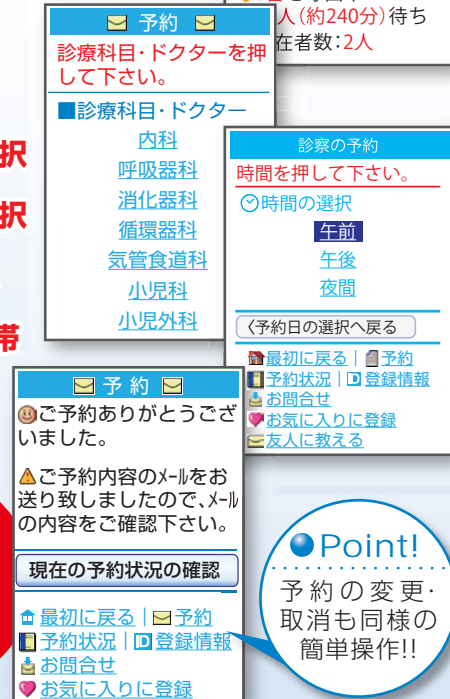 人(約240分)待ち
在者数:2人
予約
診療科目・ドクターを押
して下さい。
■診療科目・ドクター
内科
呼吸器科
消化器科
循環器科
気管食道科
小児科
小児外科
択
択
帯
診察の予約
時間を押して下さい。
時間の選択
午前
午後
夜間
〈予約日の選択へ戻る
最初に戻る|予約
予約状況|D登録情報
お問合せ
お気に入りに登録
友人に教える
予約
ご予約ありがとうござ
いました。
ご予約内容のメールをお
送り致しましたので、メール
の内容をご確認下さい。
現在の予約状況の確認
最初に戻る|予約
予約状況|D登録情報
お問合せ
お気に入りに登録
●Point!
予約の変更・
取消も同様の
簡単操作!!